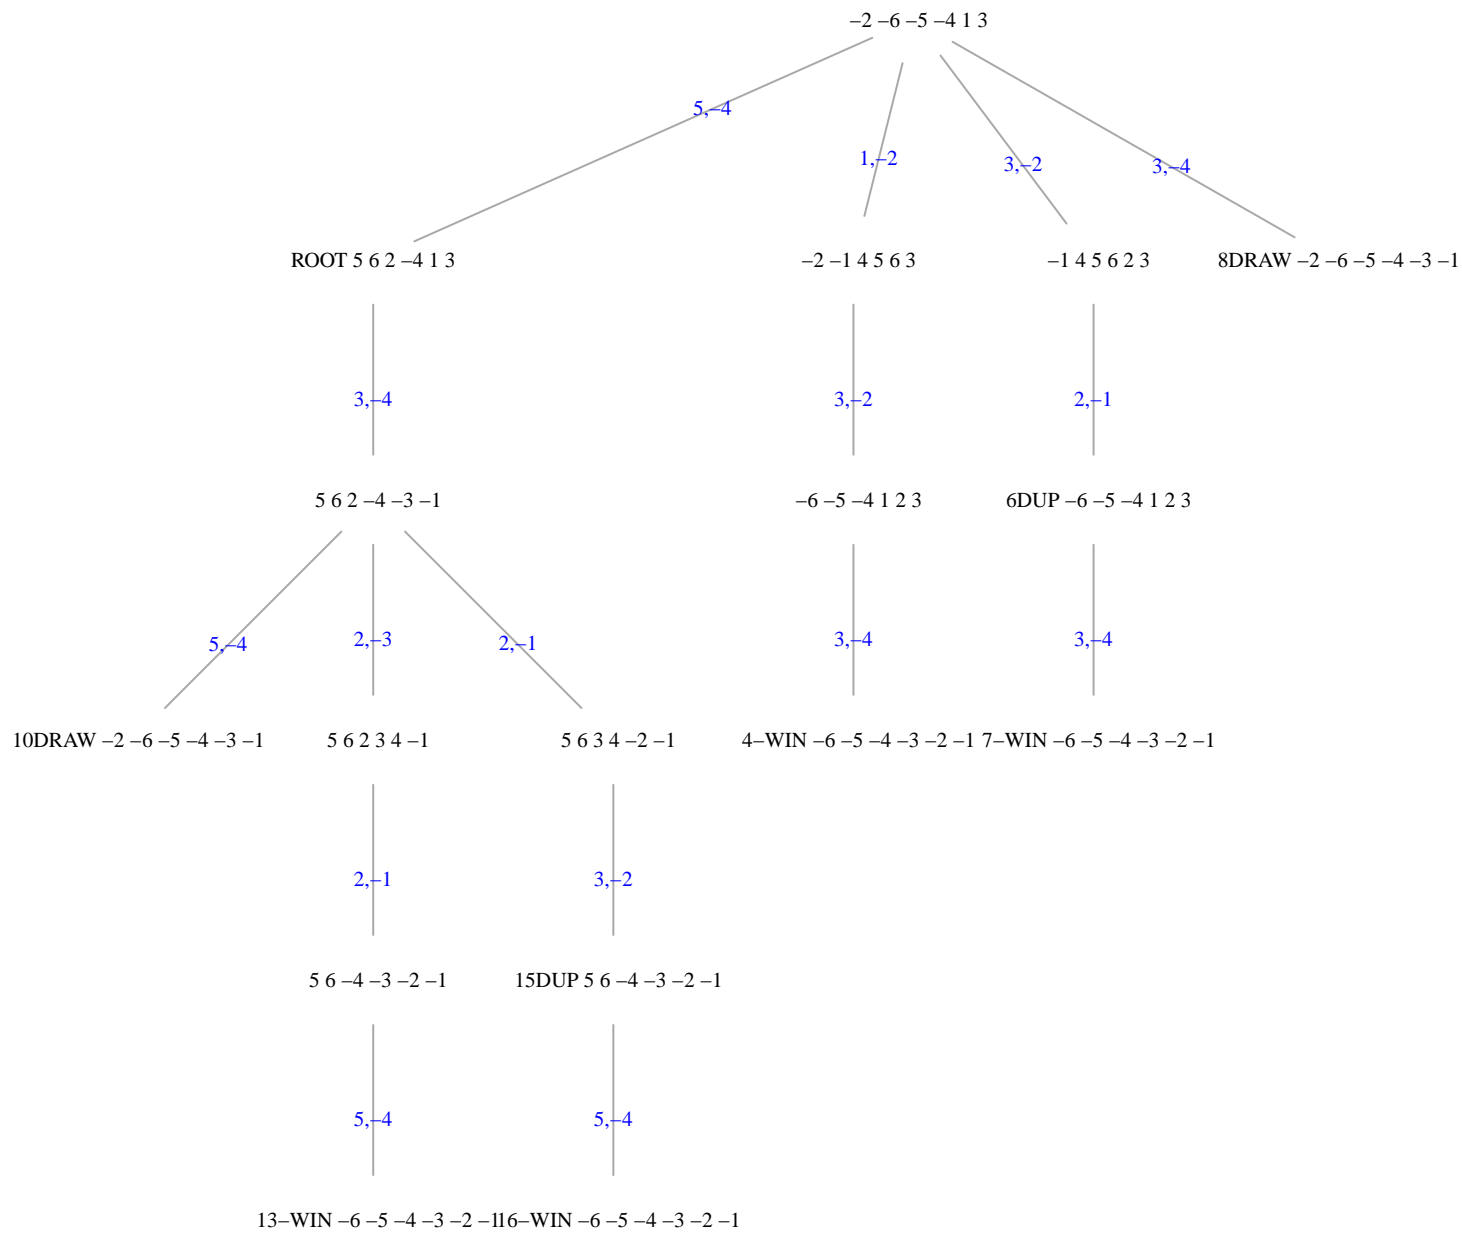 –2 –6 –5 –4 1 3
5,–4
1,–2
3,–2
3,–4
ROOT 5 6 2 –4 1 3
–2 –1 4 5 6 3
–1 4 5 6 2 3
8DRAW –2 –6 –5 –4 –3 –1
3,–4
3,–2
2,–1
5 6 2 –4 –3 –1
–6 –5 –4 1 2 3
6DUP –6 –5 –4 1 2 3
5,–4
2,–3
2,–1
3,–4
3,–4
10DRAW –2 –6 –5 –4 –3 –1
5 6 2 3 4 –1
5 6 3 4 –2 –1
4–WIN –6 –5 –4 –3 –2 –1
7–WIN –6 –5 –4 –3 –2 –1
2,–1
3,–2
5 6 –4 –3 –2 –1
15DUP 5 6 –4 –3 –2 –1
5,–4
5,–4
13–WIN –6 –5 –4 –3 –2 –1
16–WIN –6 –5 –4 –3 –2 –1